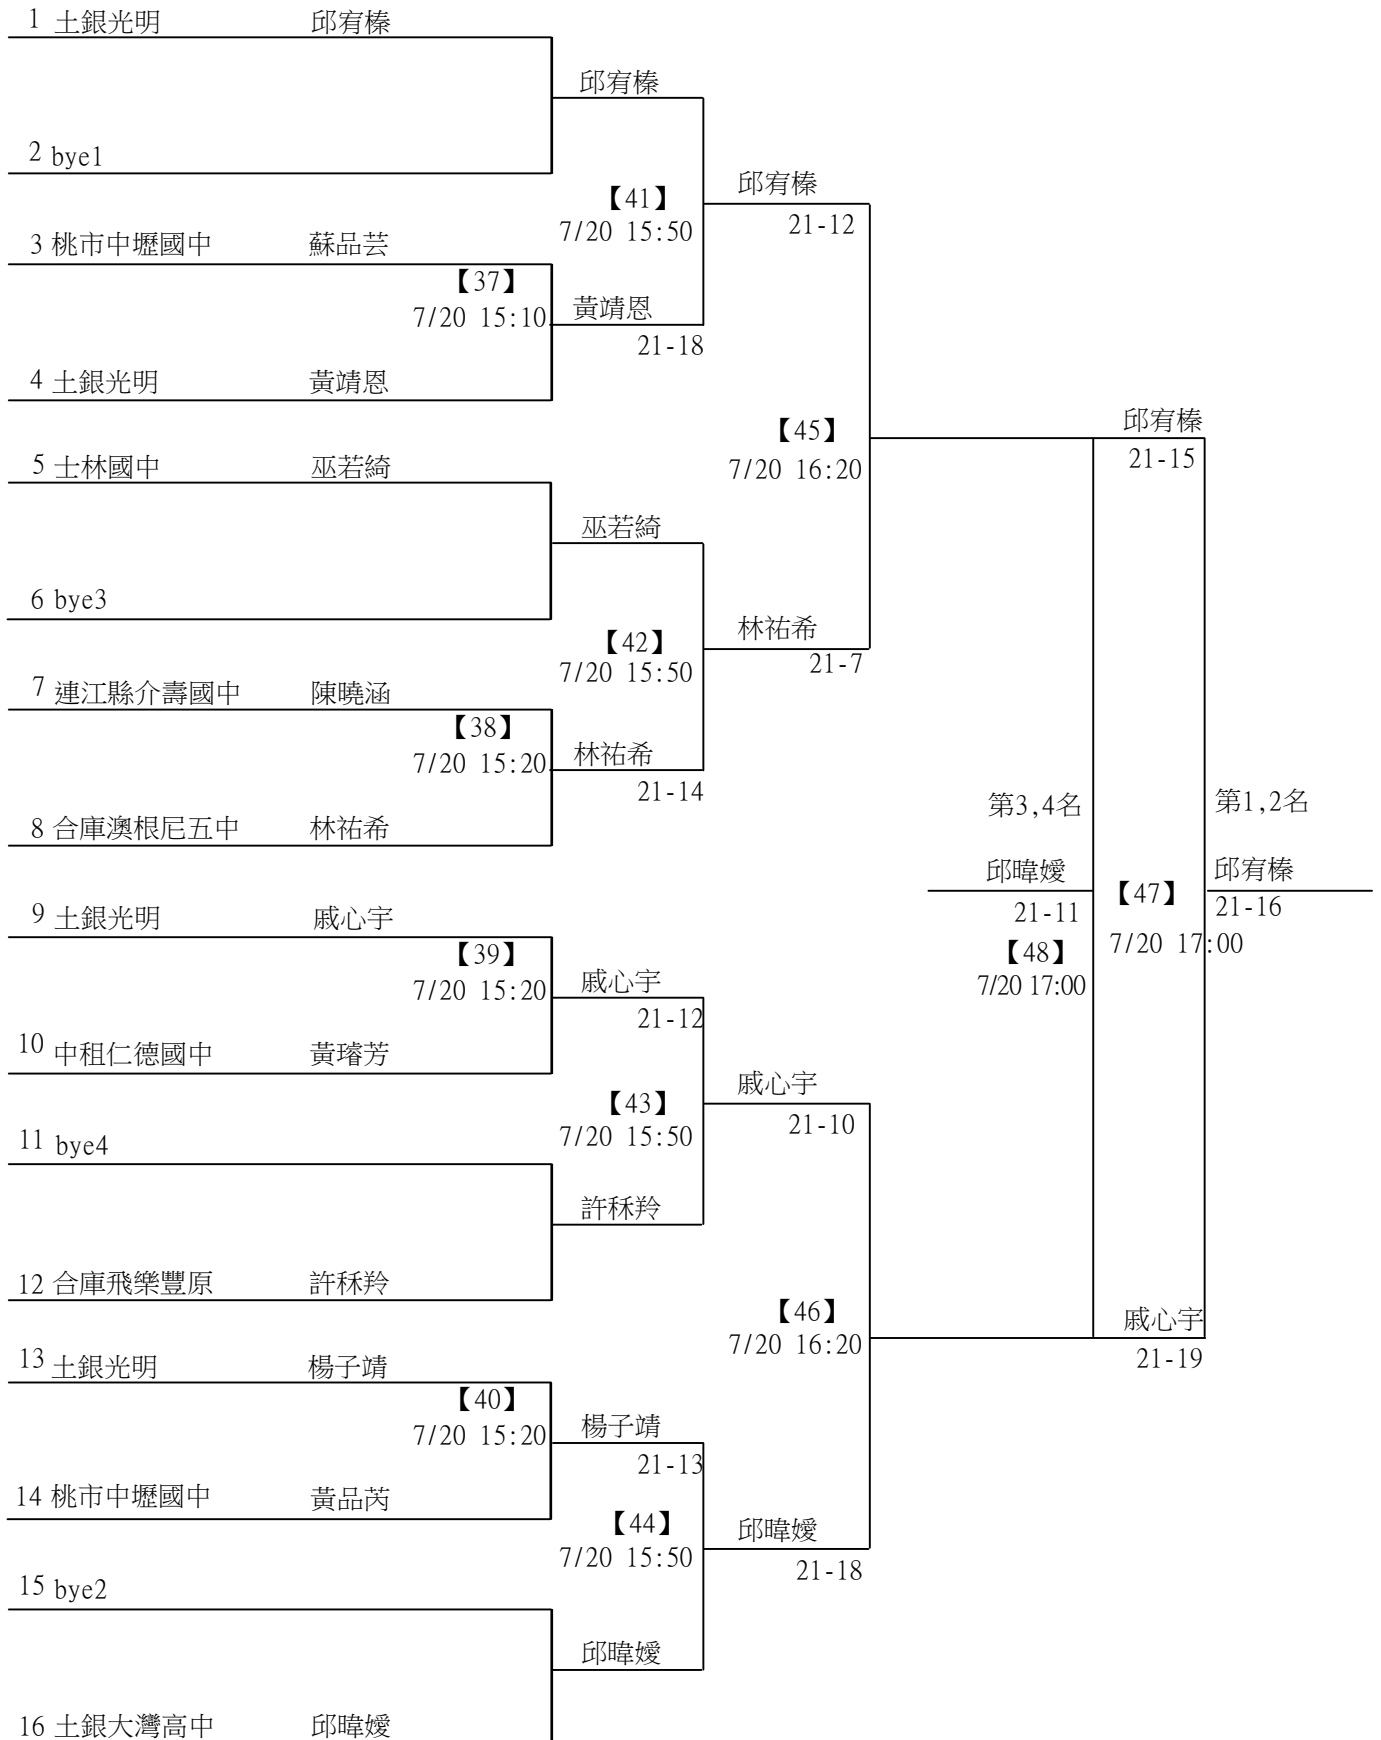 1 土銀光明 邱宥榛
邱宥榛
2 bye1
邱宥榛
【41】
21-12
7/20 15:50
3 桃市中壢國中 蘇品芸
【37】
黃靖恩
7/20 15:10
21-18
4 土銀光明 黃靖恩
邱宥榛
【45】
21-15
7/20 16:20
5 士林國中 巫若綺
巫若綺
6 bye3
林祐希
【42】
21-7
7/20 15:50
7 連江縣介壽國中 陳曉涵
【38】
林祐希
7/20 15:20
21-14
第3,4名 第1,2名
8 合庫澳根尼五中 林祐希
邱暐嬡 邱宥榛
【47】
21-11 21-16
9 土銀光明 戚心宇
【39】
【48】
7/20 17:00
戚心宇
7/20 15:20
7/20 17:00
21-12
10 中租仁德國中 黃璿芳
戚心宇
【43】
21-10
7/20 15:50
11 bye4
許秝羚
12 合庫飛樂豐原 許秝羚
【46】
戚心宇
7/20 16:20
21-19
13 土銀光明 楊子靖
【40】
楊子靖
7/20 15:20
21-13
14 桃市中壢國中 黃品芮
【44】
邱暐嬡
7/20 15:50
21-18
15 bye2
邱暐嬡
16 土銀大灣高中 邱暐嬡